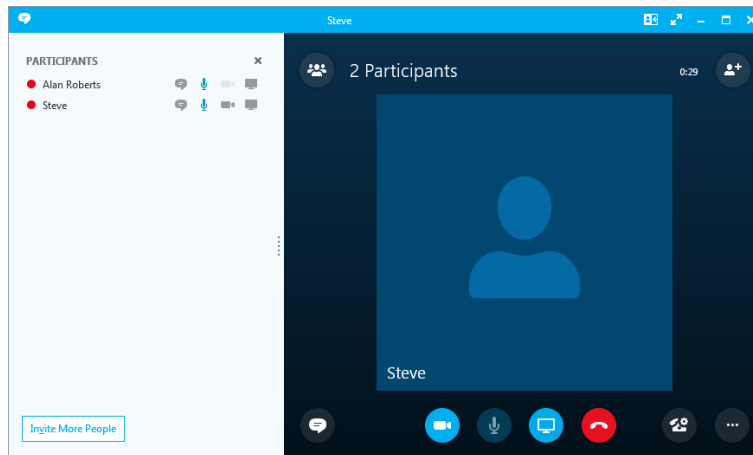 Steve
PARTICIPANTS
Alan Roberts
Steve
Invite More People
2 Participants
0:29
Steve